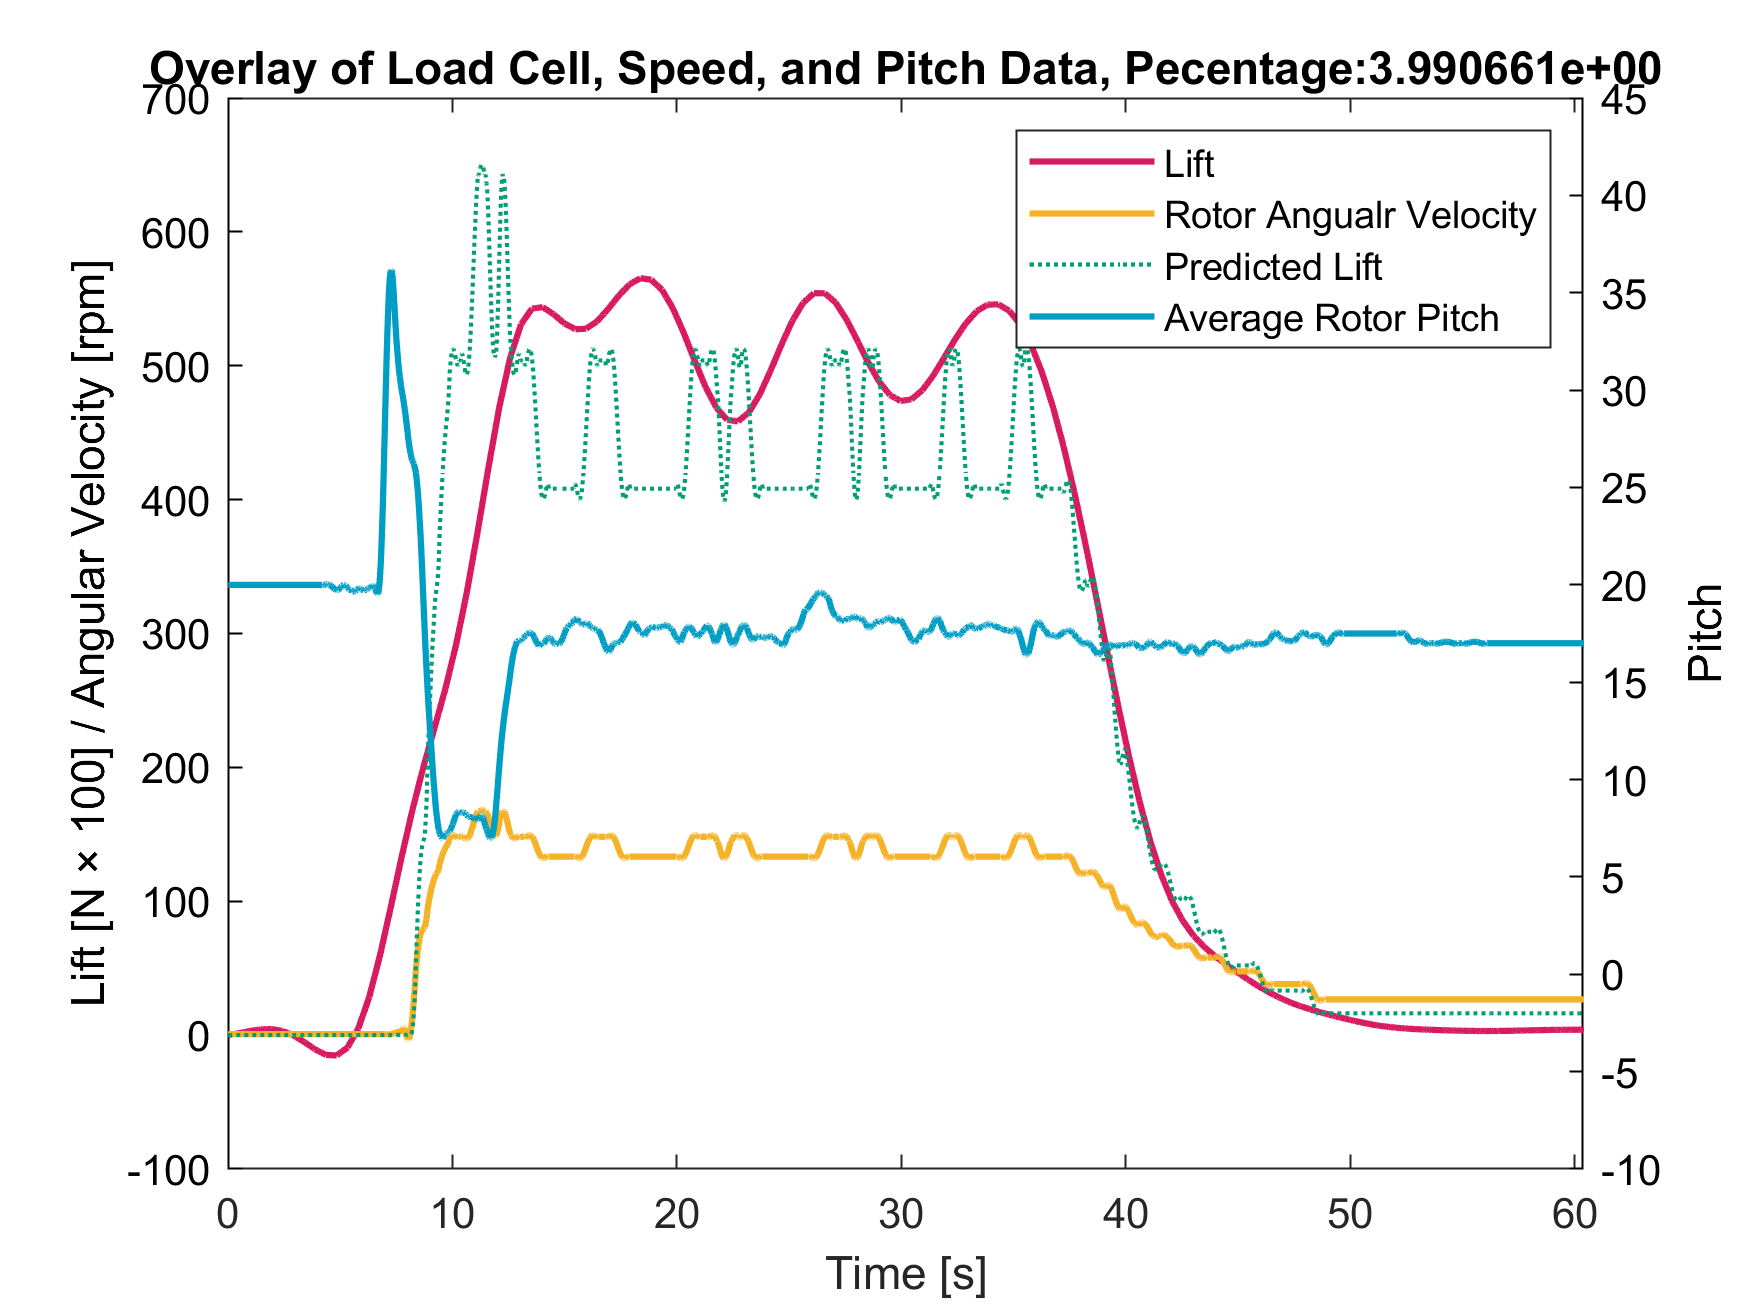 Overlay of Load Cell, Speed, and Pitch Data, Pecentage:3.990661e+00
700
600
500
400
300
200
100
0
-100
Lift [N × 100] / Angular Velocity [rpm]
Lift
Rotor Angualr Velocity
Predicted Lift
Average Rotor Pitch
45
40
35
30
25
20
15
10
5
0
-5
-10
Pitch
0 10 20 30 40 50 60
Time [s]